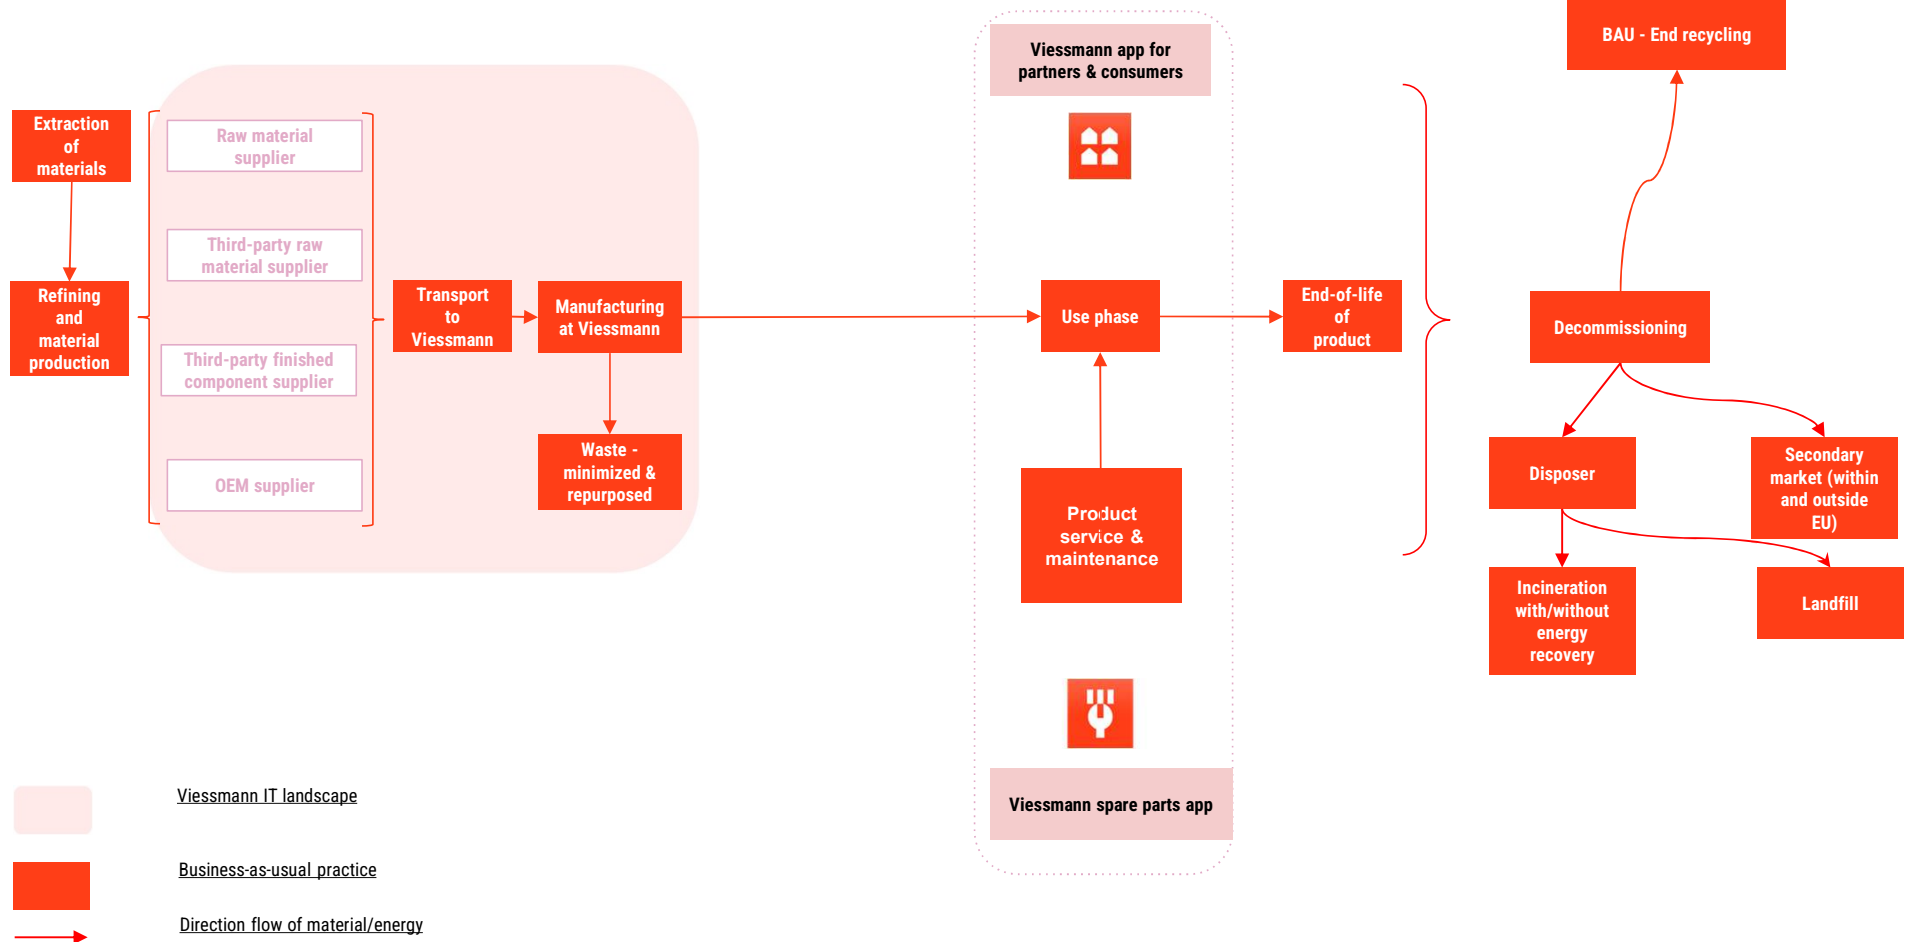 BAU - End recycling
Viessmann app for
partners & consumers
Extraction
of
materials
Raw material
supplier
Third-party raw
material supplier
Refining
and
material
production
Transport
to
Viessmann
Manufacturing
at Viessmann
Use phase
End-of-life
of
product
Decommissioning
Third-party finished
component supplier
Waste -
minimized &
repurposed
OEM supplier
Product
service &
maintenance
Disposer
Secondary
market (within
and outside
EU)
Incineration
with/without
energy
recovery
Landfill
Viessmann spare parts app
Viessmann IT landscape
Business-as-usual practice
Direction flow of material/energy